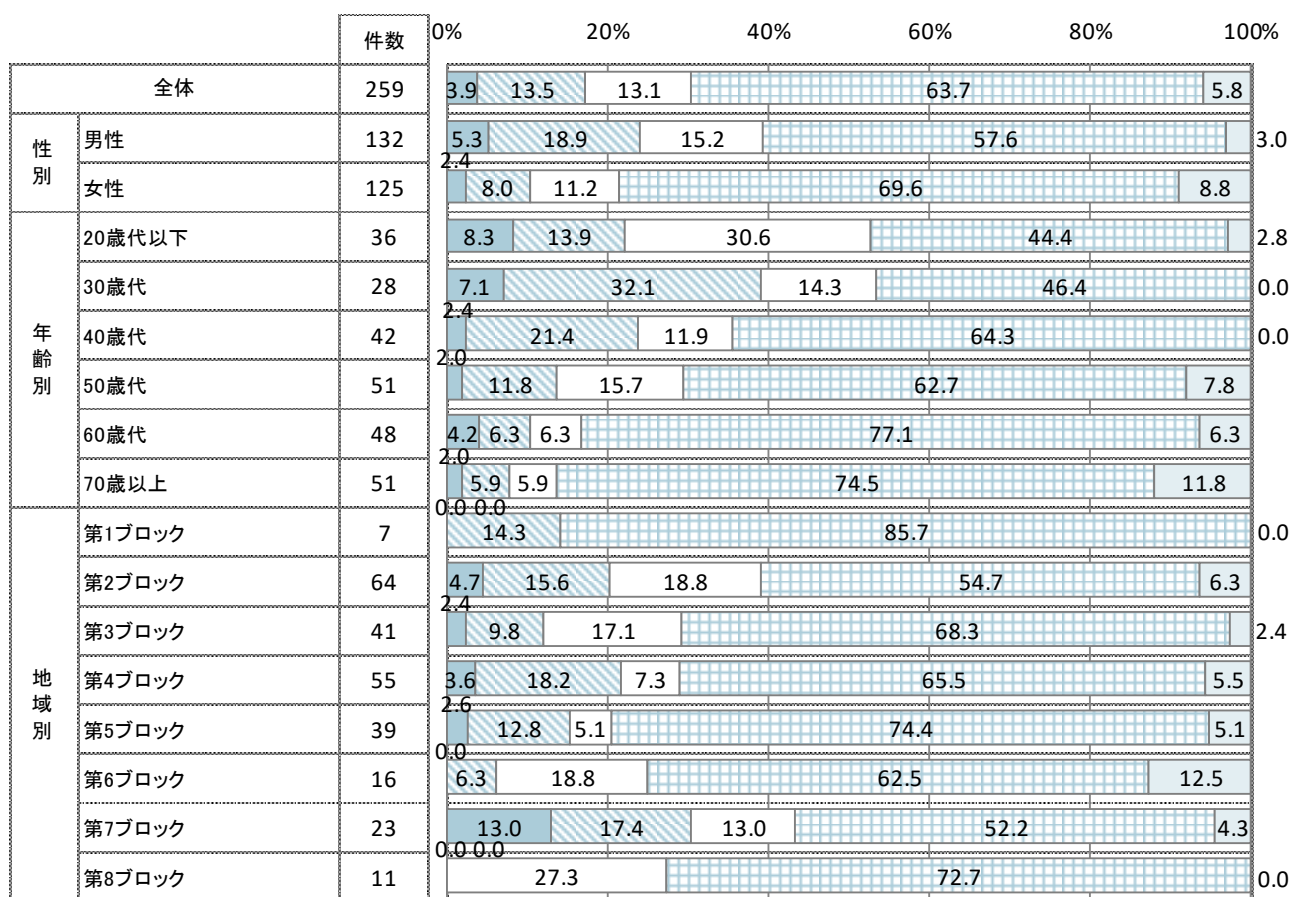 件数 0% 20% 40% 60% 80% 100%
全体 259 3.9 13.5 13.1 63.7 5.8
性別
男性 132 5.3 18.9 15.2 57.6 3.0
女性 125 2.4 8.0 11.2 69.6 8.8
年齢別
20歳代以下 36 8.3 13.9 30.6 44.4 2.8
30歳代 28 7.1 32.1 14.3 46.4 0.0
40歳代 42 2.4 21.4 11.9 64.3 0.0
50歳代 51 2.0 11.8 15.7 62.7 7.8
60歳代 48 4.2 6.3 6.3 77.1 6.3
70歳以上 51 2.0 5.9 5.9 74.5 11.8
地域別
第1ブロック 7 0.0 14.3 0.0 85.7 0.0
第2ブロック 64 4.7 15.6 18.8 54.7 6.3
第3ブロック 41 2.4 9.8 17.1 68.3 2.4
第4ブロック 55 3.6 18.2 7.3 65.5 5.5
第5ブロック 39 2.6 12.8 5.1 74.4 5.1
第6ブロック 16 0.0 6.3 18.8 62.5 12.5
第7ブロック 23 13.0 17.4 13.0 52.2 4.3
第8ブロック 11 0.0 0.0 27.3 72.7 0.0